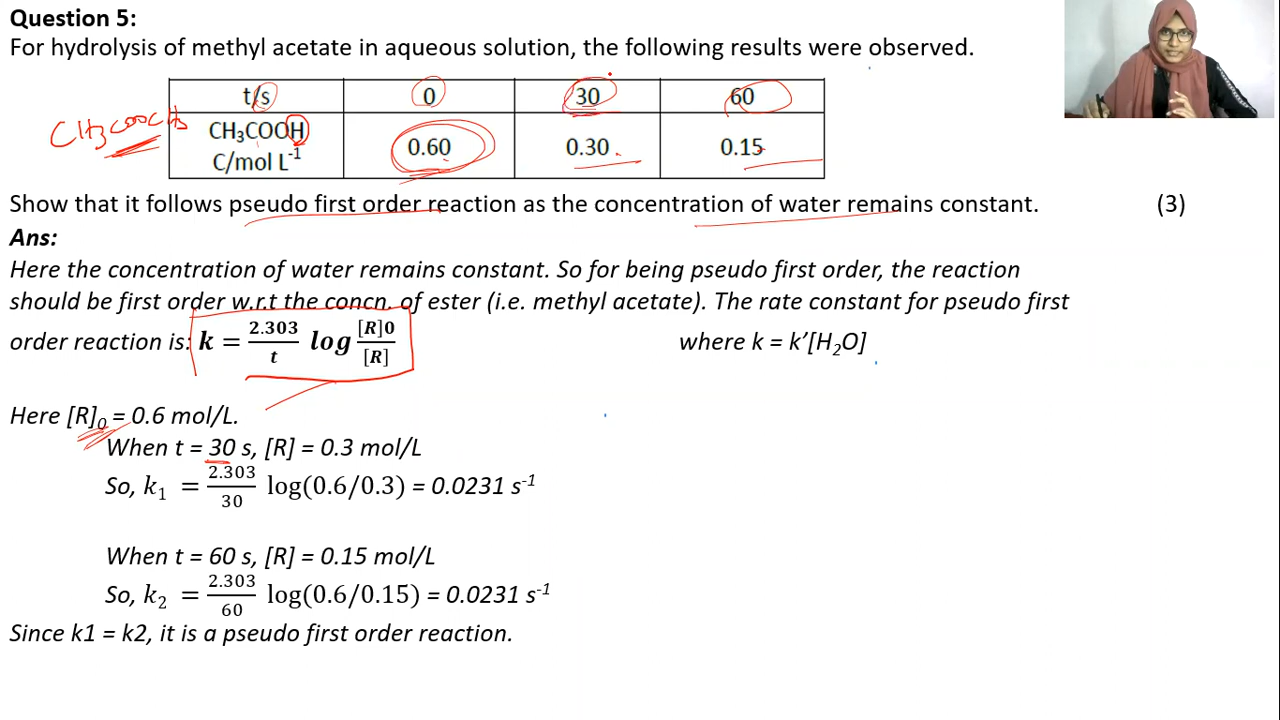 Question 5:
For hydrolysis of methyl acetate in aqueous solution, the following results were observed.
t/s 0 30 60
CH3COOCH3
CH₃COOH
C/mol L⁻¹ 0.60 0.30 0.15
Show that it follows pseudo first order reaction as the concentration of water remains constant. (3)
Ans:
Here the concentration of water remains constant. So for being pseudo first order, the reaction
should be first order w.r.t the concn. of ester (i.e. methyl acetate). The rate constant for pseudo first
order reaction is: k = 2.303/t log [R]0/[R] where k = k’[H₂O]
Here [R]₀ = 0.6 mol/L.
When t = 30 s, [R] = 0.3 mol/L
So, k₁ = 2.303/30 log(0.6/0.3) = 0.0231 s⁻¹
When t = 60 s, [R] = 0.15 mol/L
So, k₂ = 2.303/60 log(0.6/0.15) = 0.0231 s⁻¹
Since k1 = k2, it is a pseudo first order reaction.